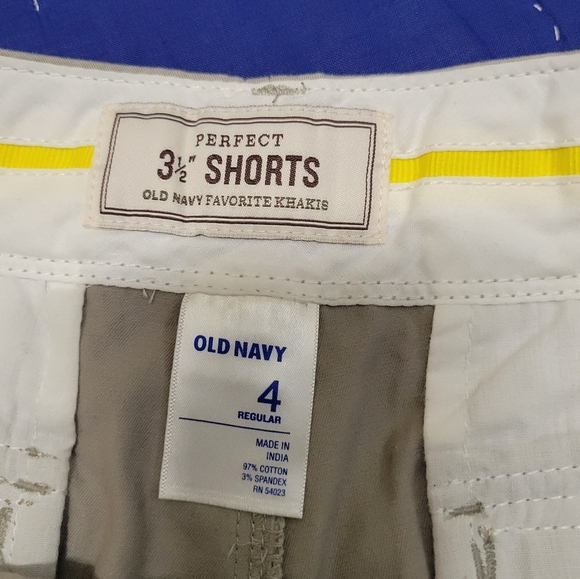 PERFECT
3½" SHORTS
OLD NAVY FAVORITE KHAKIS
OLD NAVY
4
REGULAR
MADE IN
INDIA
97% COTTON
3% SPANDEX
RN 54023